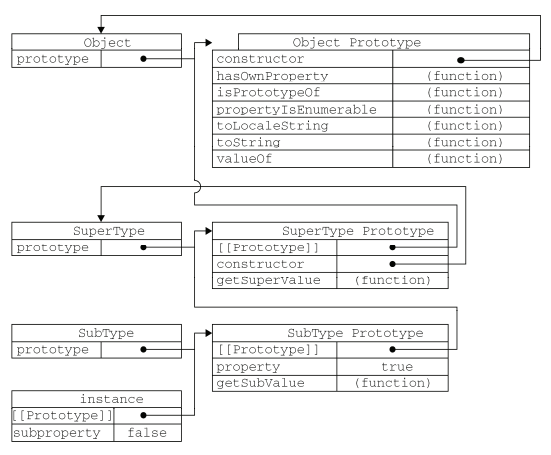 Object
prototype
Object Prototype
constructor
hasOwnProperty (function)
isPrototypeOf (function)
propertyIsEnumerable (function)
toLocaleString (function)
toString (function)
valueOf (function)
SuperType
prototype
SuperType Prototype
[[Prototype]]
constructor
getSuperValue (function)
SubType
prototype
SubType Prototype
[[Prototype]]
property true
getSubValue (function)
instance
[[Prototype]]
subproperty false